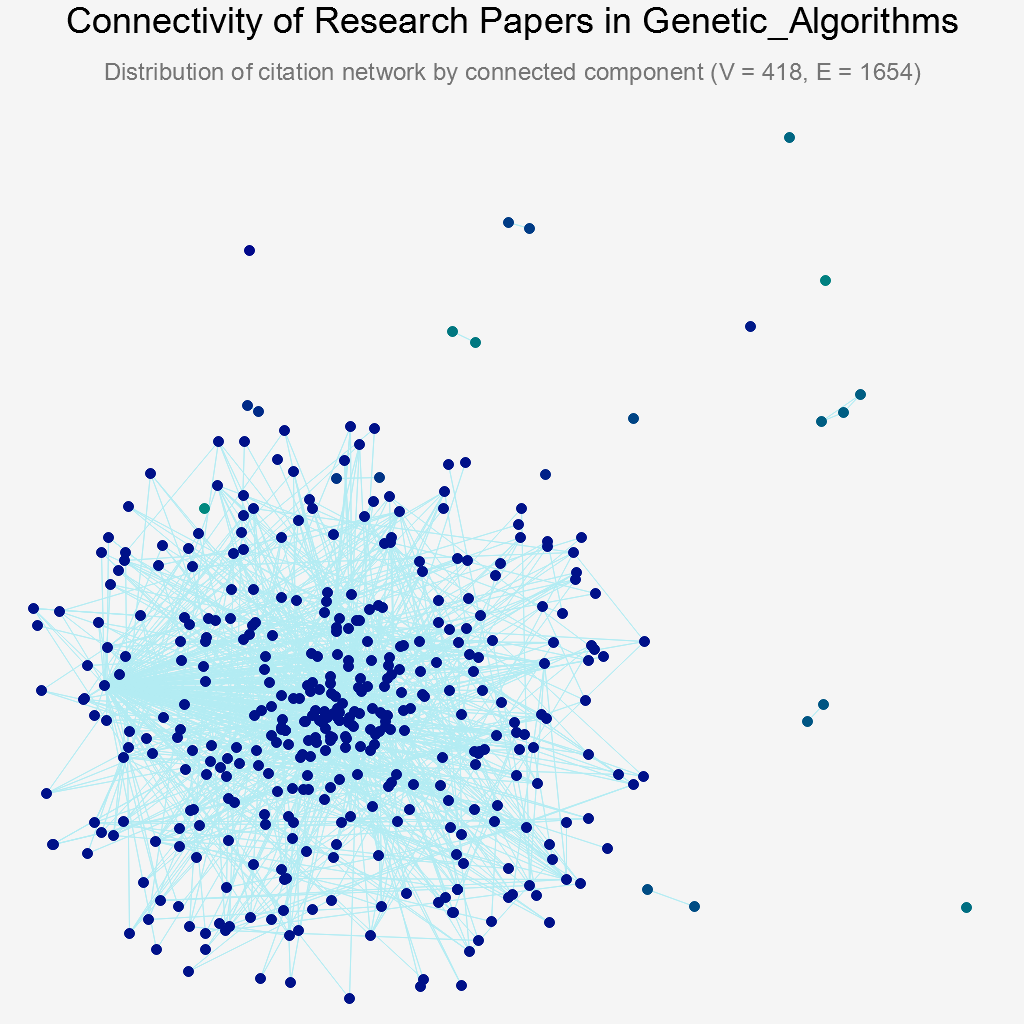 Connectivity of Research Papers in Genetic_Algorithms
Distribution of citation network by connected component (V = 418, E = 1654)